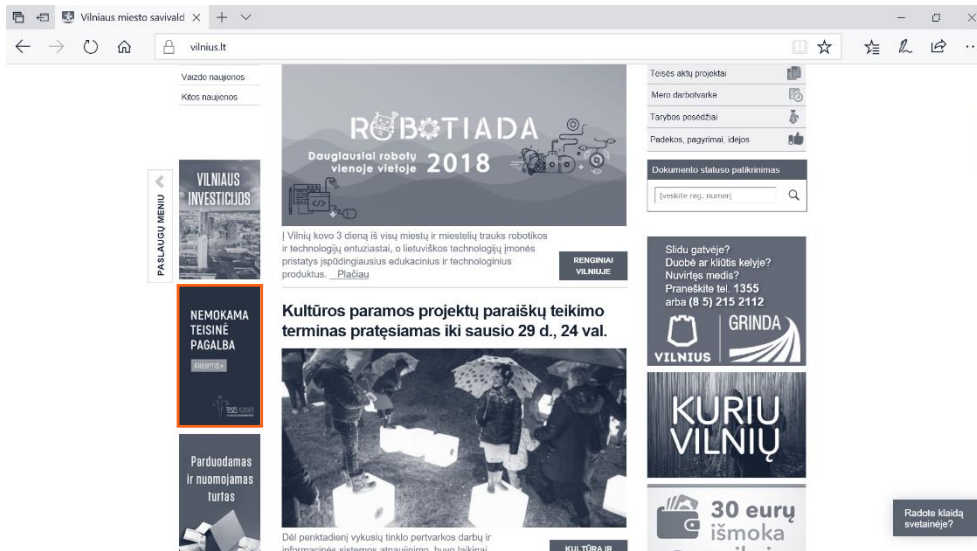 Vilniaus miesto savivald
vilnius.lt
Vaizdo naujienos
Kitos naujienos
PASLAUGŲ MENIU
VILNIAUS
INVESTICIJOS
NEMOKAMA
TEISINĖ
PAGALBA
Parduodamas
ir nuomojamas
turtas
ROBOTIADA
Daugiausiai robotų
vienoje vietoje 2018
Į Vilnių kovo 3 dieną iš visų miestų ir miestelių trauks robotikos
ir technologijų entuziastai, o lietuviškos technologijų įmonės
pristatys įspūdingiausius edukacinius ir technologinius
produktus. Plačiau
RENGINIAI
VILNIUJE
Kultūros paramos projektų paraiškų teikimo
terminas pratęsiamas iki sausio 29 d., 24 val.
Dėl penktadienį vykusių tinklo pertvarkos darbų ir
informacinės sistemos atnaujinimo, buvo laikinai
KULTŪRA IR
Teisės aktų projektai
Mero darbotvarkė
Tarybos posėdžiai
Padėkos, pagyrimai, idėjos
Dokumento statuso patikrinimas
Įveskite reg. numerį
Slidu gatvėje?
Duobė ar kliūtis kelyje?
Nuvirtęs medis?
Praneškite tel. 1355
arba (8 5) 215 2112
VILNIUS
GRINDA
KURIU
VILNIŲ
30 eurų
išmoka
Radote klaidą
svetainėje?